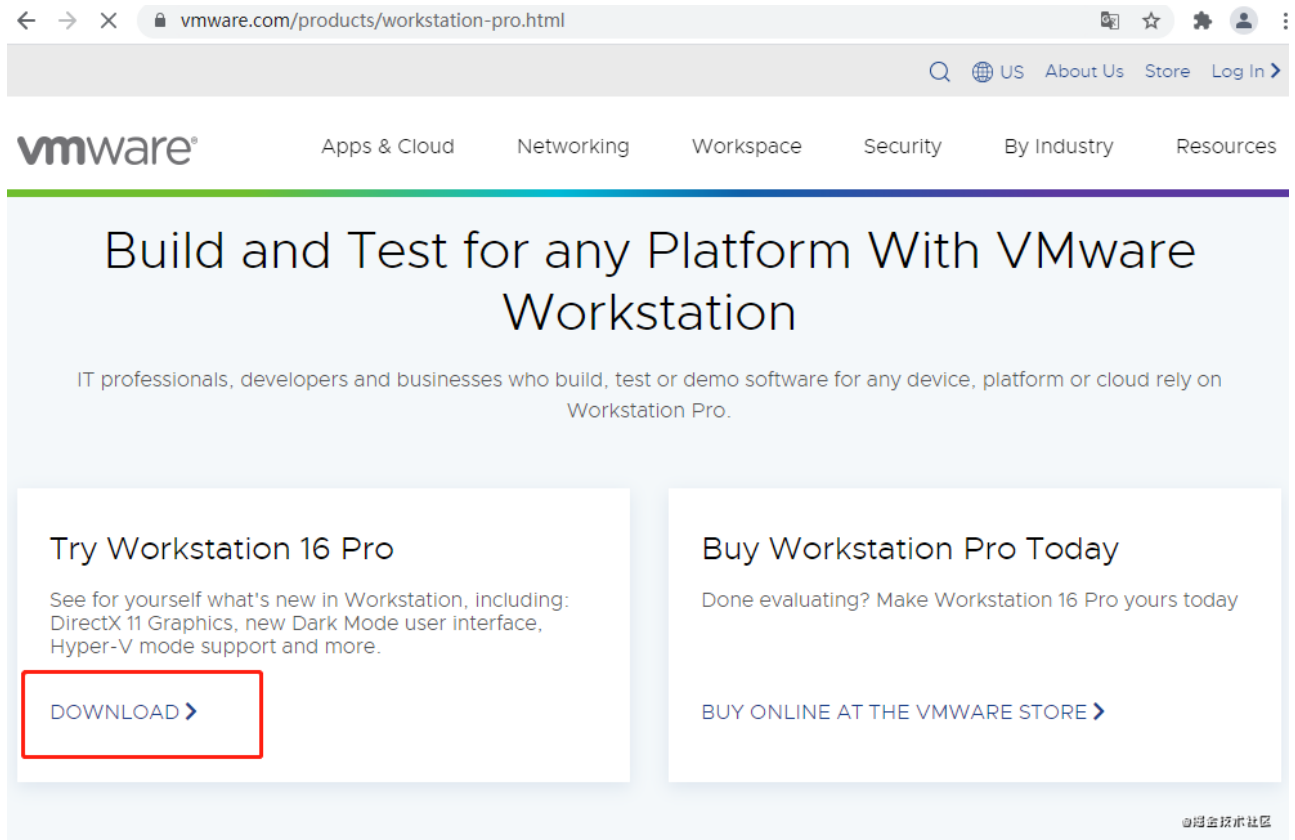 vmware.com/products/workstation-pro.html
US About Us Store Log In
vmware® Apps & Cloud Networking Workspace Security By Industry Resources
Build and Test for any Platform With VMware
Workstation
IT professionals, developers and businesses who build, test or demo software for any device, platform or cloud rely on
Workstation Pro.
Try Workstation 16 Pro
See for yourself what's new in Workstation, including:
DirectX 11 Graphics, new Dark Mode user interface,
Hyper-V mode support and more.
DOWNLOAD
Buy Workstation Pro Today
Done evaluating? Make Workstation 16 Pro yours today
BUY ONLINE AT THE VMWARE STORE
@掘金技术社区